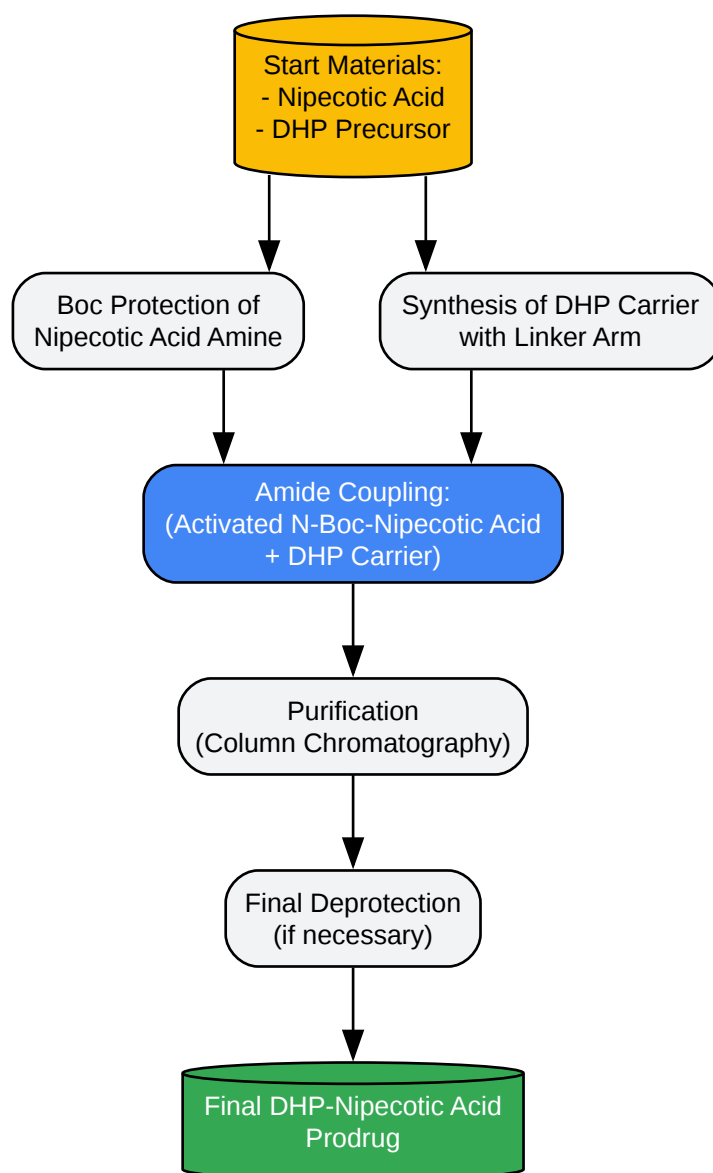 Start Materials:
- Nipecotic Acid
- DHP Precursor
Boc Protection of
Nipecotic Acid Amine
Synthesis of DHP Carrier
with Linker Arm
Amide Coupling:
(Activated N-Boc-Nipecotic Acid
+ DHP Carrier)
Purification
(Column Chromatography)
Final Deprotection
(if necessary)
Final DHP-Nipecotic Acid
Prodrug